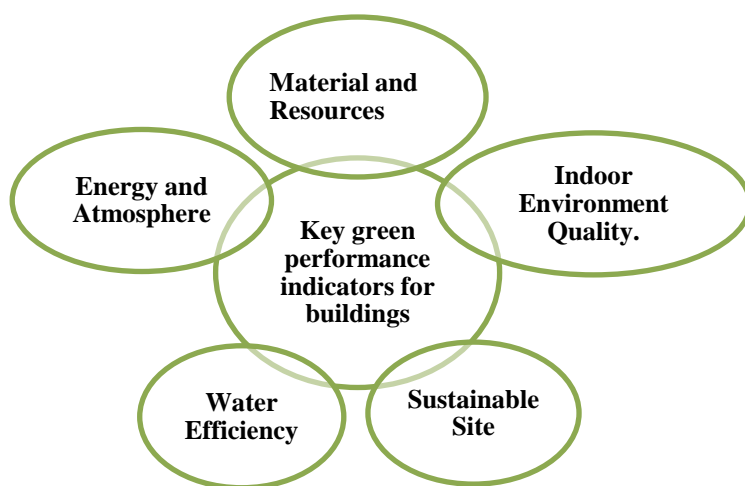 Material and
Resources
Energy and
Atmosphere
Indoor
Environment
Quality.
Key green
performance
indicators for
buildings
Water
Efficiency
Sustainable
Site